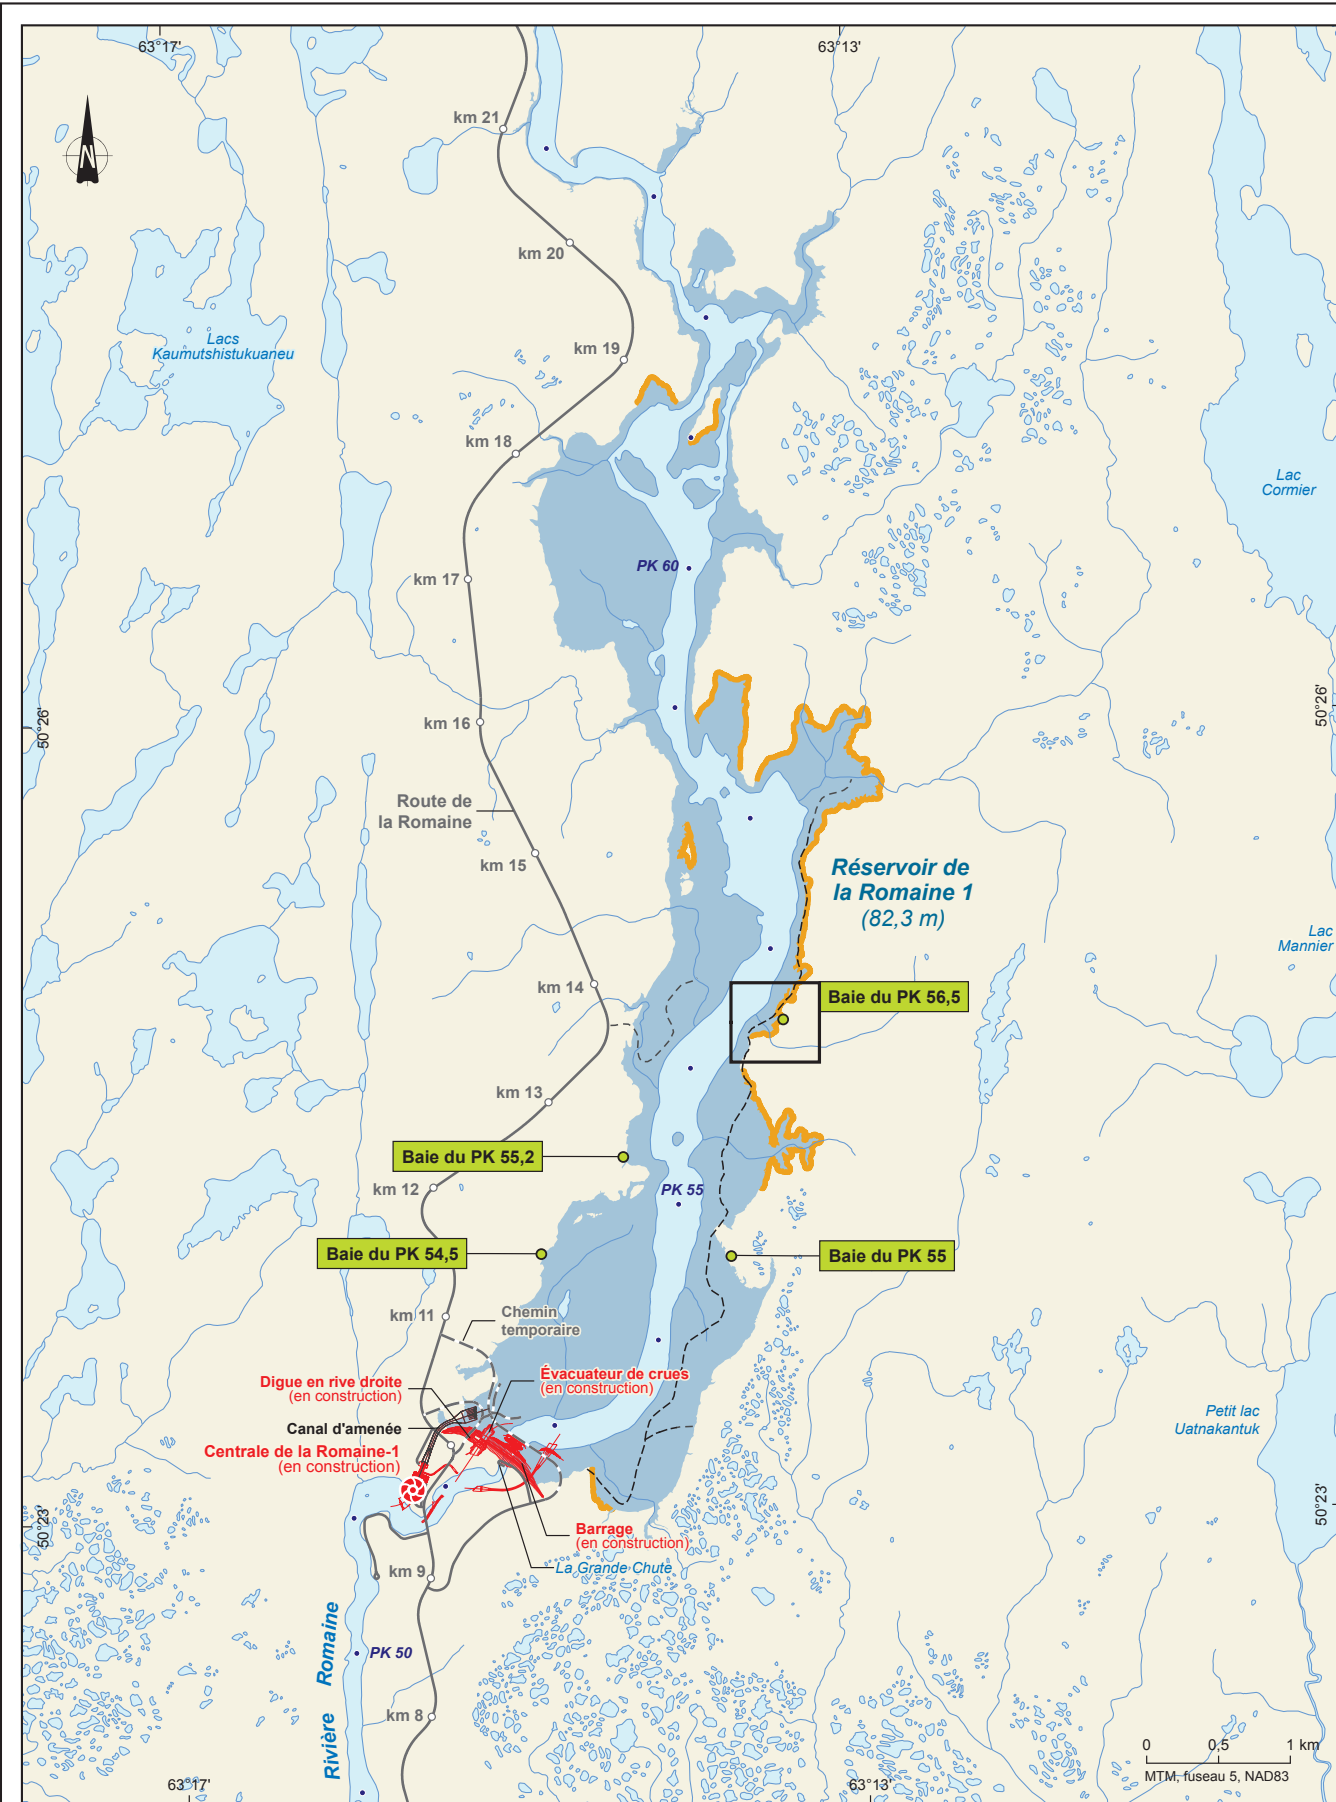 63°17'
63°13'
km 21
N
km 20
Lacs
Kaumutshistukuaneu
km 19
km 18
Lac
Cormier
PK 60
km 17
50°26'
50°26'
km 16
Route de
la Romaine
km 15
Réservoir de
la Romaine 1
(82,3 m)
Lac
Mannier
km 14
Baie du PK 56,5
km 13
Baie du PK 55,2
km 12
PK 55
Baie du PK 54,5
Baie du PK 55
km 11
Chemin
temporaire
Digue en rive droite
(en construction)
Évacuateur de crues
(en construction)
Canal d'amenée
Centrale de la Romaine-1
(en construction)
Petit lac
Uatnakantuk
50°23'
50°23'
Barrage
(en construction)
La Grande Chute
km 9
Rivière Romaine
PK 50
km 8
0 0,5 1 km
MTM, fuseau 5, NAD83
63°17'
63°13'